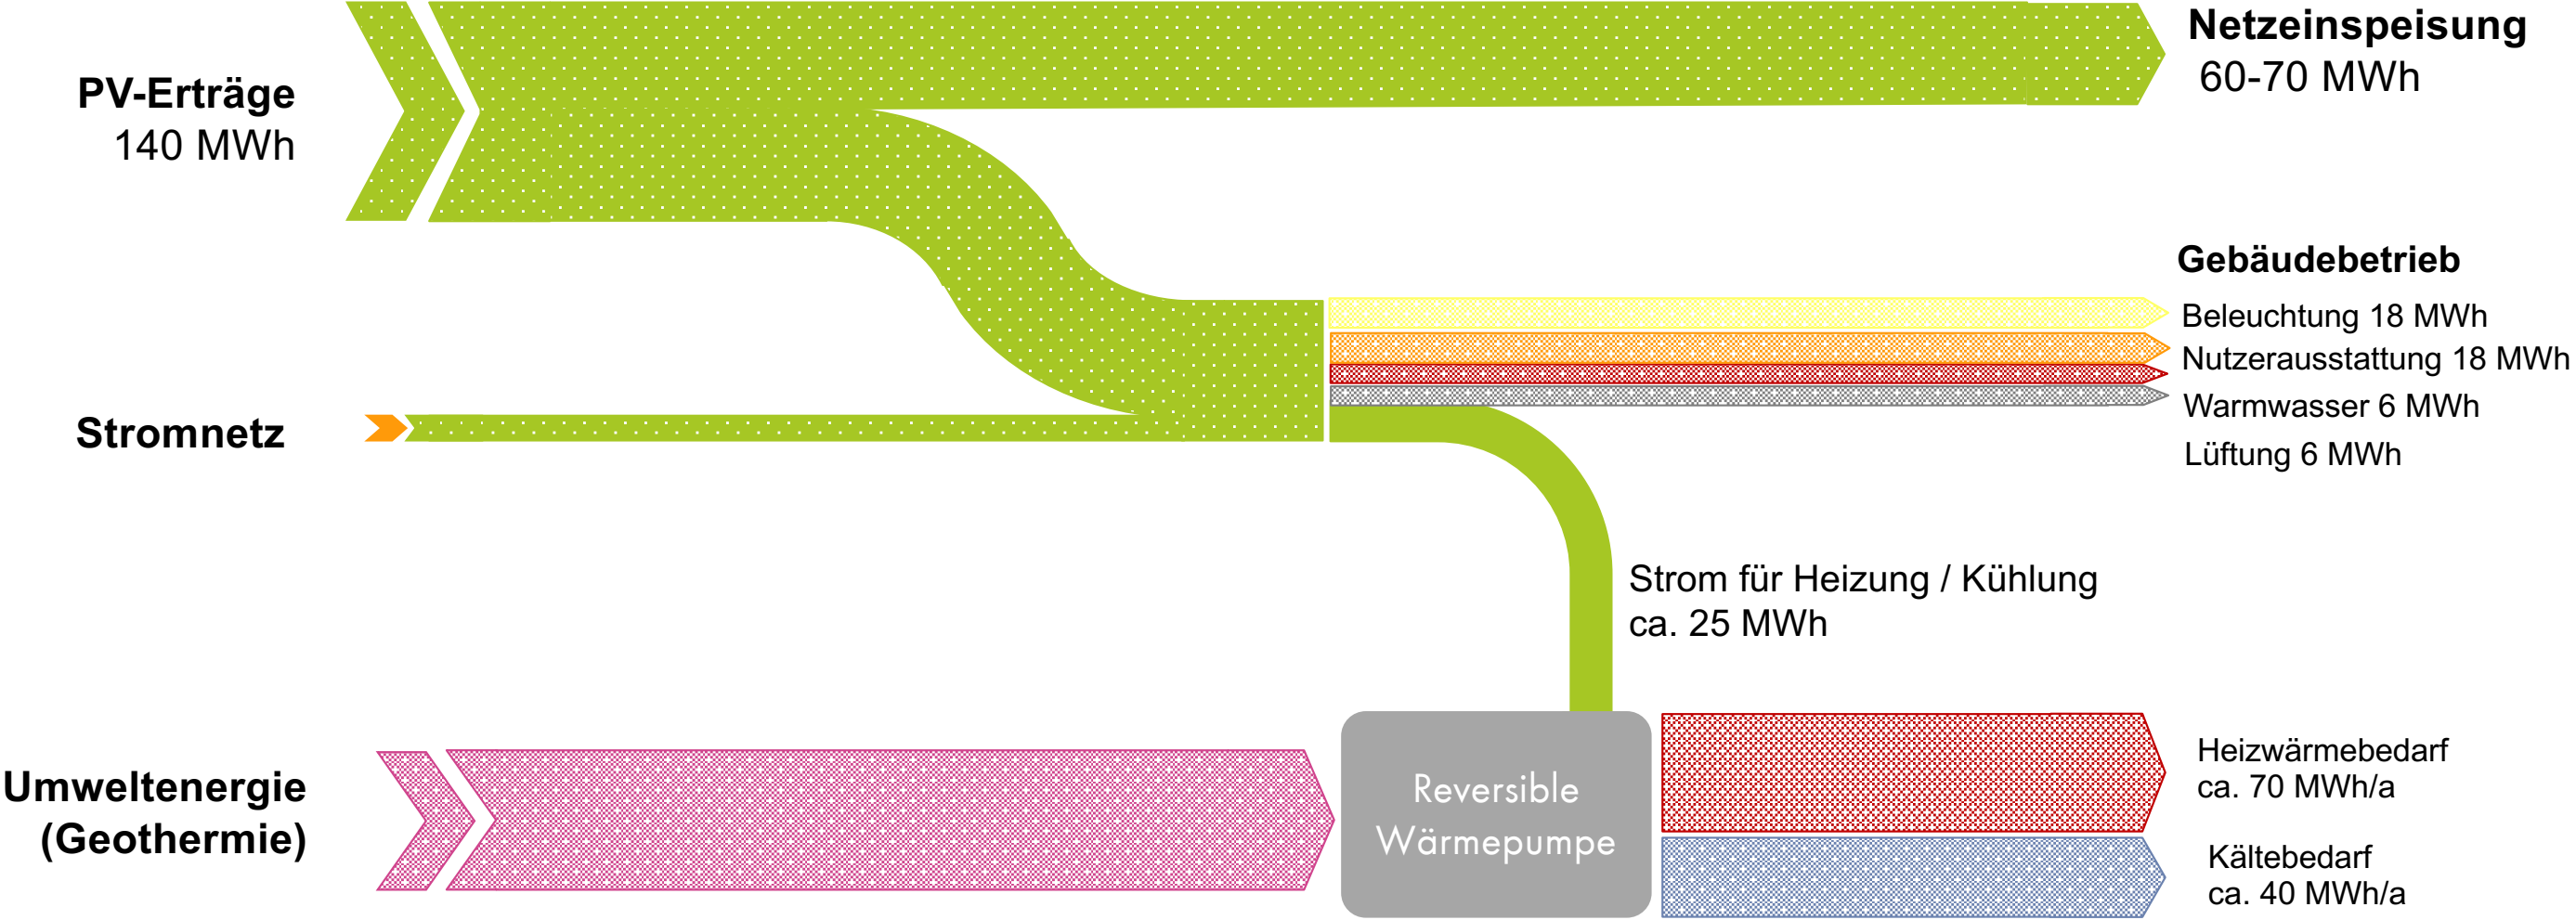 PV-Erträge
140 MWh
Netzeinspeisung
60-70 MWh
Gebäudebetrieb
Beleuchtung 18 MWh
Nutzerausstattung 18 MWh
Warmwasser 6 MWh
Lüftung 6 MWh
Stromnetz
Strom für Heizung / Kühlung
ca. 25 MWh
Umweltenergie
(Geothermie)
Reversible
Wärmepumpe
Heizwärmebedarf
ca. 70 MWh/a
Kältebedarf
ca. 40 MWh/a